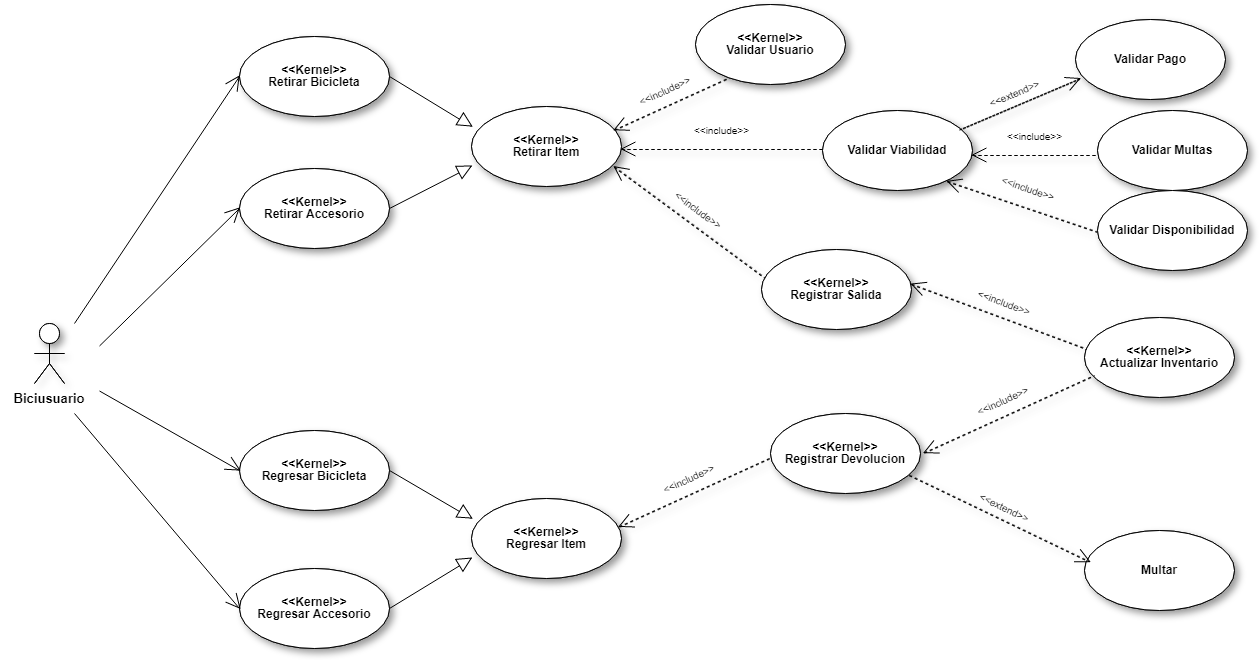 <<Kernel>>
Retirar Bicicleta
<<Kernel>>
Retirar Accesorio
<<Kernel>>
Retirar Item
<<include>>
<<Kernel>>
Validar Usuario
<<include>>
<<include>>
Validar Viabilidad
<<extend>>
Validar Pago
<<include>>
Validar Multas
<<include>>
Validar Disponibilidad
<<Kernel>>
Registrar Salida
<<include>>
<<Kernel>>
Actualizar Inventario
<<include>>
Biciusuario
<<Kernel>>
Regresar Bicicleta
<<Kernel>>
Regresar Accesorio
<<Kernel>>
Regresar Item
<<include>>
<<Kernel>>
Registrar Devolucion
<<extend>>
Multar